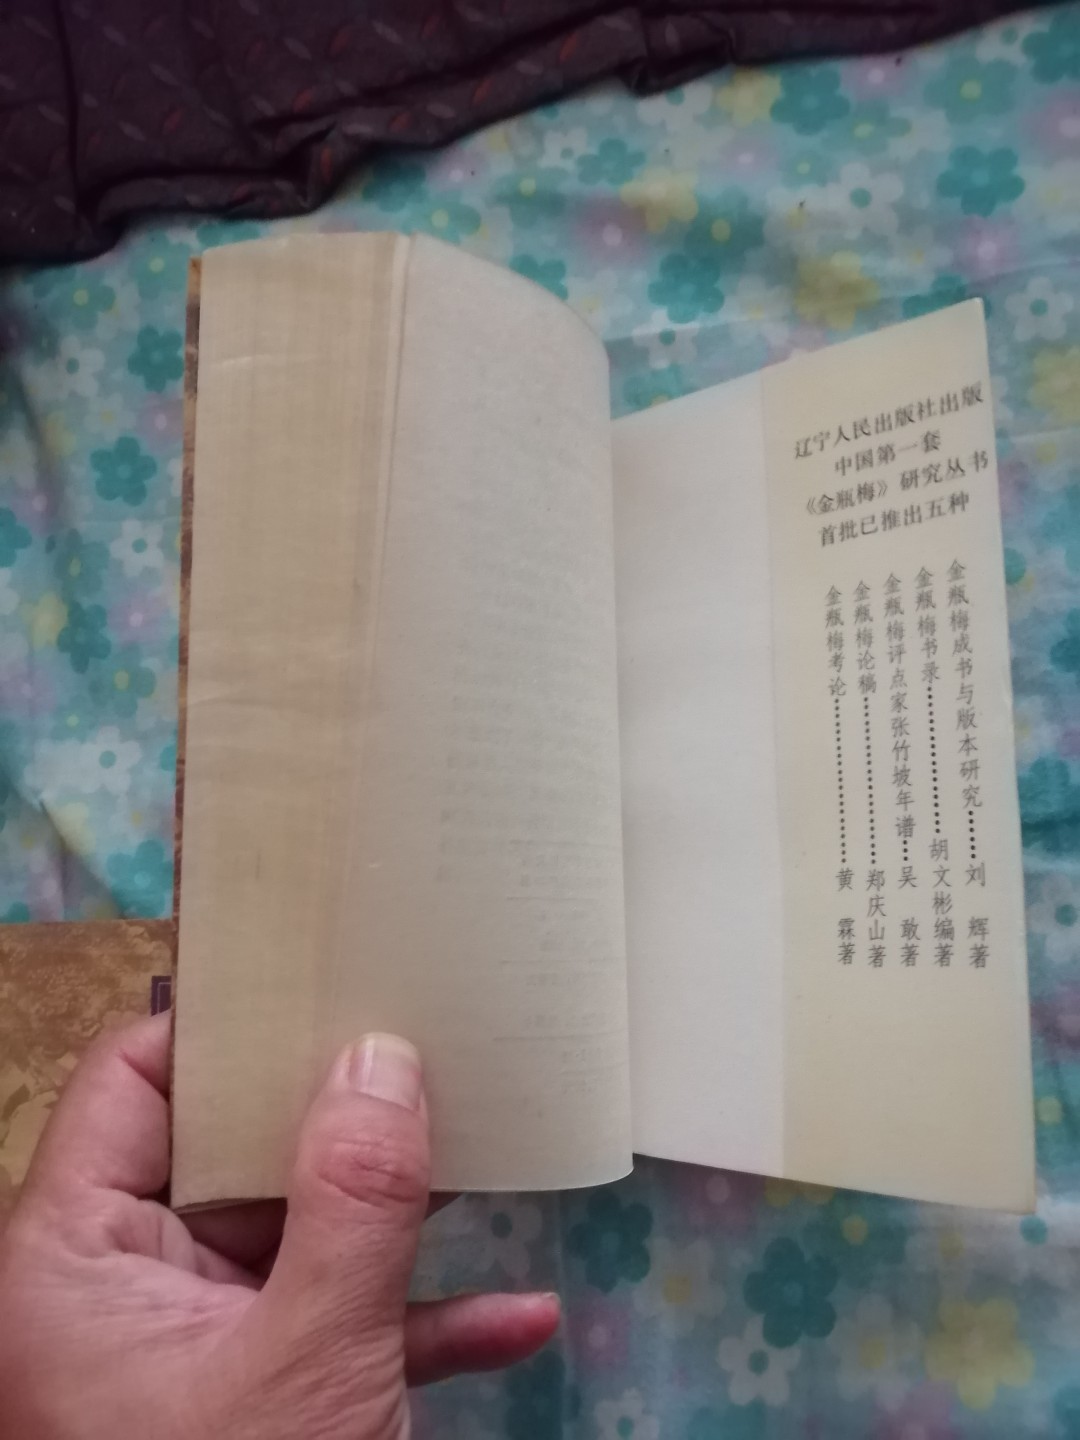 辽宁人民出版社出版
中国第一套
《金瓶梅》研究丛书
首批已推出五种
金瓶梅成书与版本研究……刘 辉著
金瓶梅书录………………胡文彬编著
金瓶梅评点家张竹坡年谱……吴 敢著
金瓶梅论稿………………郑庆山著
金瓶梅考论………………黄 霖著